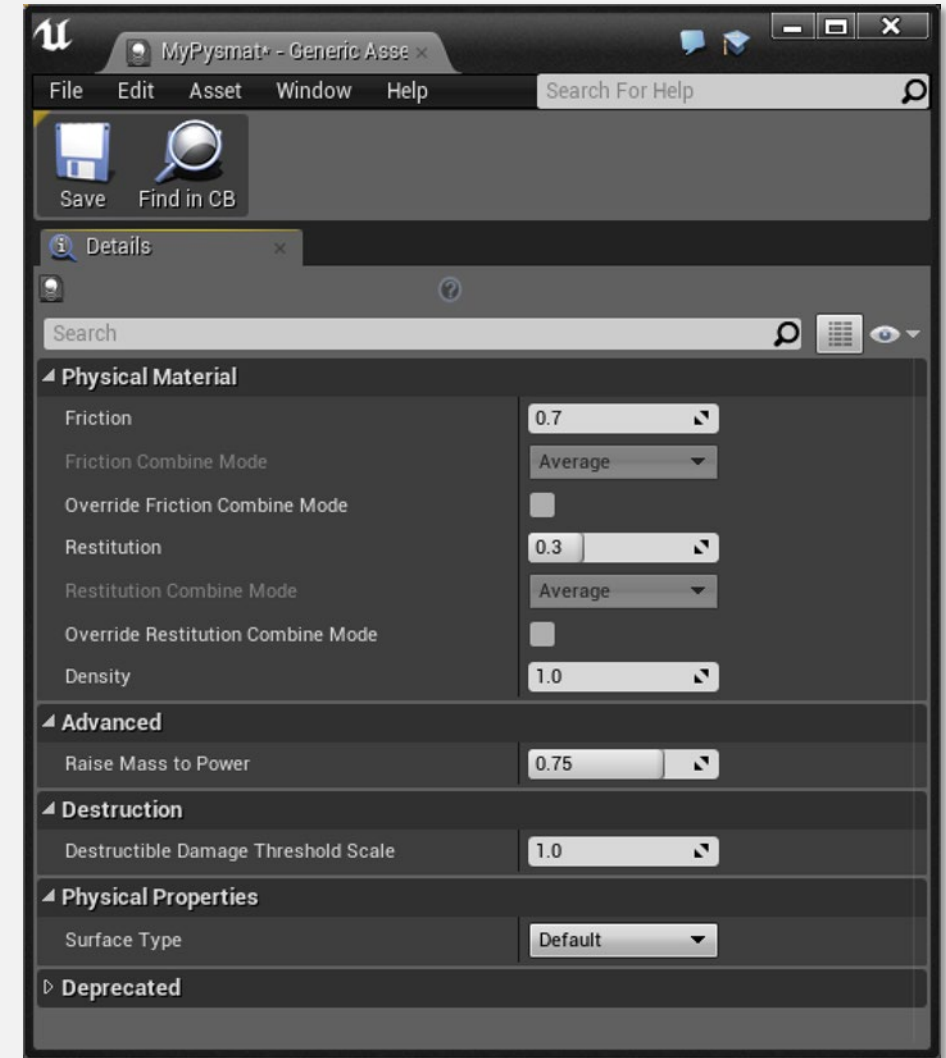 MyPysmat* - Generic Asse
File Edit Asset Window Help Search For Help
Save Find in CB
Details
Search
Physical Material
Friction 0.7
Friction Combine Mode Average
Override Friction Combine Mode
Restitution 0.3
Restitution Combine Mode Average
Override Restitution Combine Mode
Density 1.0
Advanced
Raise Mass to Power 0.75
Destruction
Destructible Damage Threshold Scale 1.0
Physical Properties
Surface Type Default
Deprecated